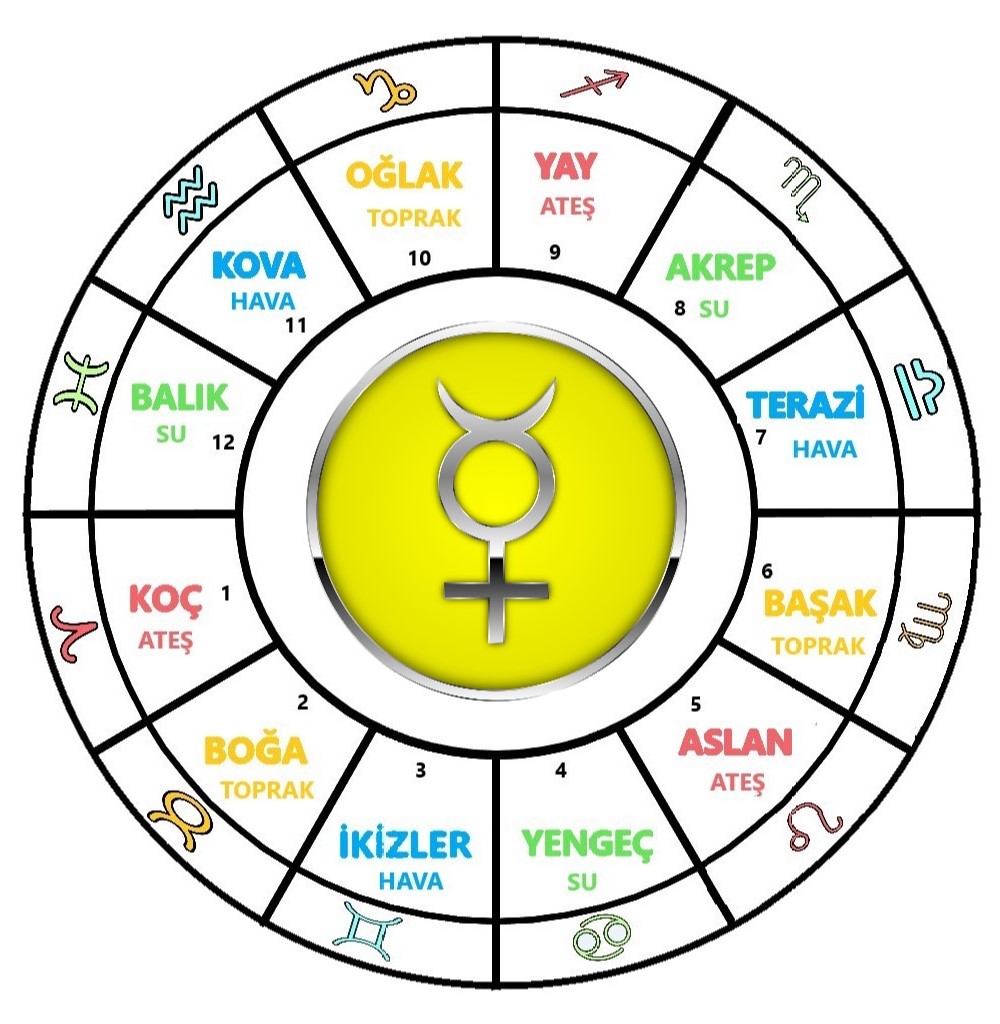 KOÇ
ATEŞ
1
BOĞA
TOPRAK
2
İKİZLER
HAVA
3
YENGEÇ
SU
4
ASLAN
ATEŞ
5
BAŞAK
TOPRAK
6
TERAZİ
HAVA
7
AKREP
SU
8
YAY
ATEŞ
9
OĞLAK
TOPRAK
10
KOVA
HAVA
11
BALIK
SU
12